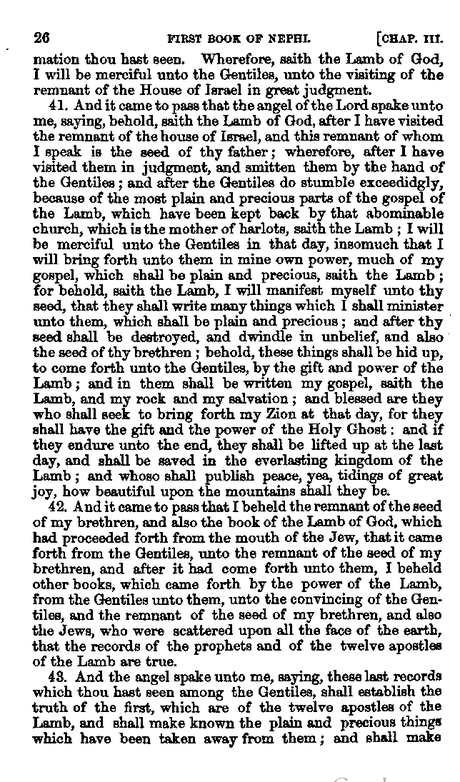 26 FIRST BOOK OF NEPHI. [CHAP. III.
mation thou hast seen. Wherefore, saith the Lamb of God,
I will be merciful unto the Gentiles, unto the visiting of the
remnant of the House of Israel in great judgment.
41. And it came to pass that the angel of the Lord spake unto
me, saying, behold, saith the Lamb of God, after I have visited
the remnant of the house of Israel, and this remnant of whom
I speak is the seed of thy father; wherefore, after I have
visited them in judgment, and smitten them by the hand of
the Gentiles; and after the Gentiles do stumble exceedidgly,
because of the most plain and precious parts of the gospel of
the Lamb, which have been kept back by that abominable
church, which is the mother of harlots, saith the Lamb; I will
be merciful unto the Gentiles in that day, insomuch that I
will bring forth unto them in mine own power, much of my
gospel, which shall be plain and precious, saith the Lamb;
for behold, saith the Lamb, I will manifest myself unto thy
seed, that they shall write many things which I shall minister
unto them, which shall be plain and precious; and after thy
seed shall be destroyed, and dwindle in unbelief, and also
the seed of thy brethren; behold, these things shall be hid up,
to come forth unto the Gentiles, by the gift and power of the
Lamb; and in them shall be written my gospel, saith the
Lamb, and my rock and my salvation; and blessed are they
who shall seek to bring forth my Zion at that day, for they
shall have the gift and the power of the Holy Ghost: and if
they endure unto the end, they shall be lifted up at the last
day, and shall be saved in the everlasting kingdom of the
Lamb; and whoso shall publish peace, yea, tidings of great
joy, how beautiful upon the mountains shall they be.
42. And it came to pass that I beheld the remnant of the seed
of my brethren, and also the book of the Lamb of God, which
had proceeded forth from the mouth of the Jew, that it came
forth from the Gentiles, unto the remnant of the seed of my
brethren, and after it had come forth unto them, I beheld
other books, which came forth by the power of the Lamb,
from the Gentiles unto them, unto the convincing of the Gen-
tiles, and the remnant of the seed of my brethren, and also
the Jews, who were scattered upon all the face of the earth,
that the records of the prophets and of the twelve apostles
of the Lamb are true.
43. And the angel spake unto me, saying, these last records
which thou hast seen among the Gentiles, shall establish the
truth of the first, which are of the twelve apostles of the
Lamb, and shall make known the plain and precious things
which have been taken away from them; and shall make